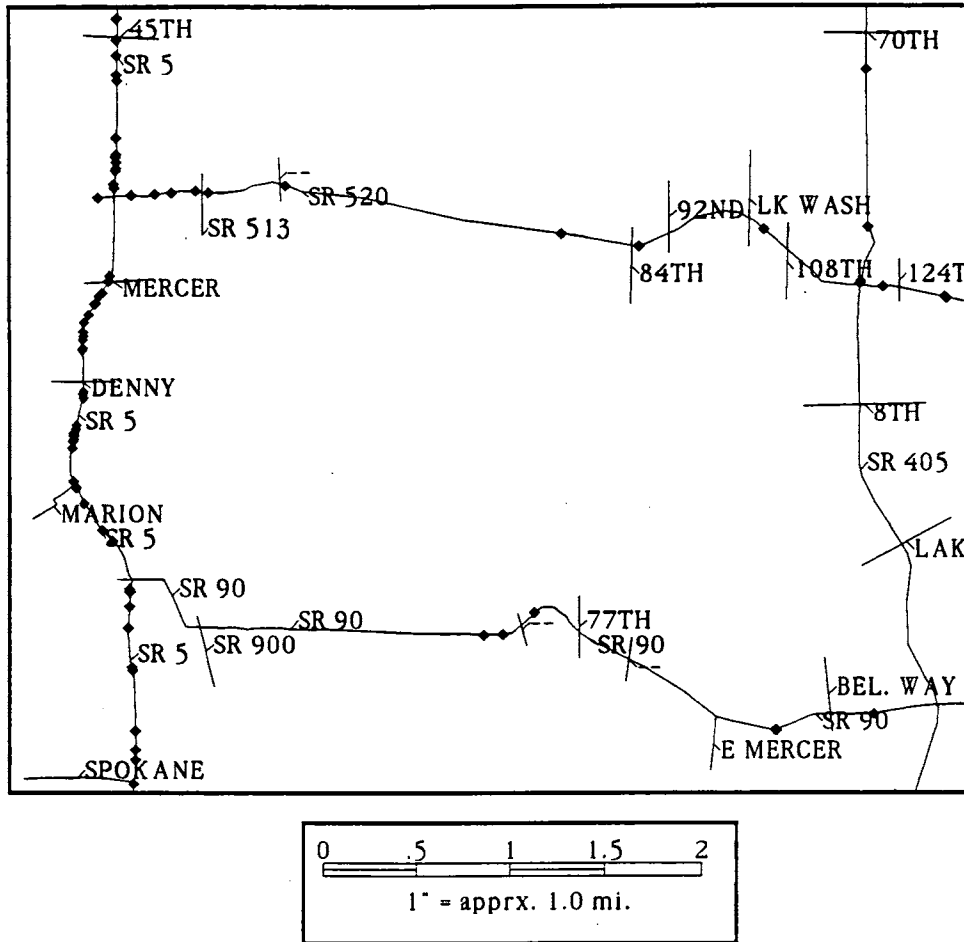 45TH
70TH
SR 5
--
SR 520
92ND
LK WASH
SR 513
84TH
108TH
124T
MERCER
DENNY
8TH
SR 5
SR 405
MARION
SR 5
LAK
SR 90
SR 90
77TH
--
SR 900
SR 90
SR 5
--
BEL. WAY
SR 90
E MERCER
SPOKANE
0 .5 1 1.5 2
1" = apprx. 1.0 mi.